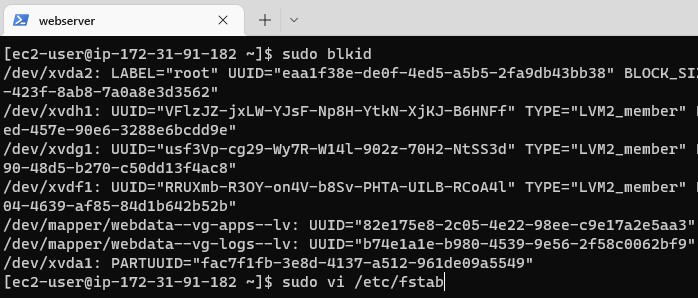 webserver
[ec2-user@ip-172-31-91-182 ~]$ sudo blkid
/dev/xvda2: LABEL="root" UUID="eaa1f38e-de0f-4ed5-a5b5-2fa9db43bb38" BLOCK_SI
-423f-8ab8-7a0a8e3d3562"
/dev/xvdh1: UUID="VFlzJZ-jxLW-YJsF-Np8H-YtkN-XjKJ-B6HNFf" TYPE="LVM2_member"
ed-457e-90e6-3288e6bcdd9e"
/dev/xvdg1: UUID="usf3Vp-cg29-Wy7R-W14l-902z-70H2-NtSS3d" TYPE="LVM2_member"
90-48d5-b270-c50dd13f4ac8"
/dev/xvdf1: UUID="RRUXmb-R3OY-on4V-b8Sv-PHTA-UILB-RCoA4l" TYPE="LVM2_member"
04-4639-af85-84d1b642b52b"
/dev/mapper/webdata--vg-apps--lv: UUID="82e175e8-2c05-4e22-98ee-c9e17a2e5aa3"
/dev/mapper/webdata--vg-logs--lv: UUID="b74e1a1e-b980-4539-9e56-2f58c0062bf9"
/dev/xvda1: PARTUUID="fac7f1fb-3e8d-4137-a512-961de09a5549"
[ec2-user@ip-172-31-91-182 ~]$ sudo vi /etc/fstab